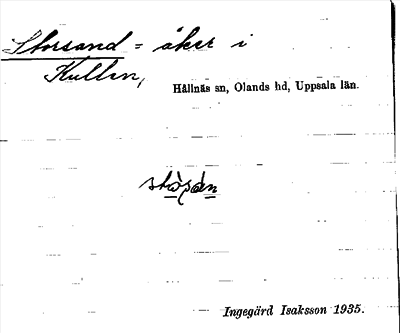 Storsand = åker i
Kullen,
Hållnäs sn, Olands hd, Uppsala län.
Ingegärd Isaksson 1935.